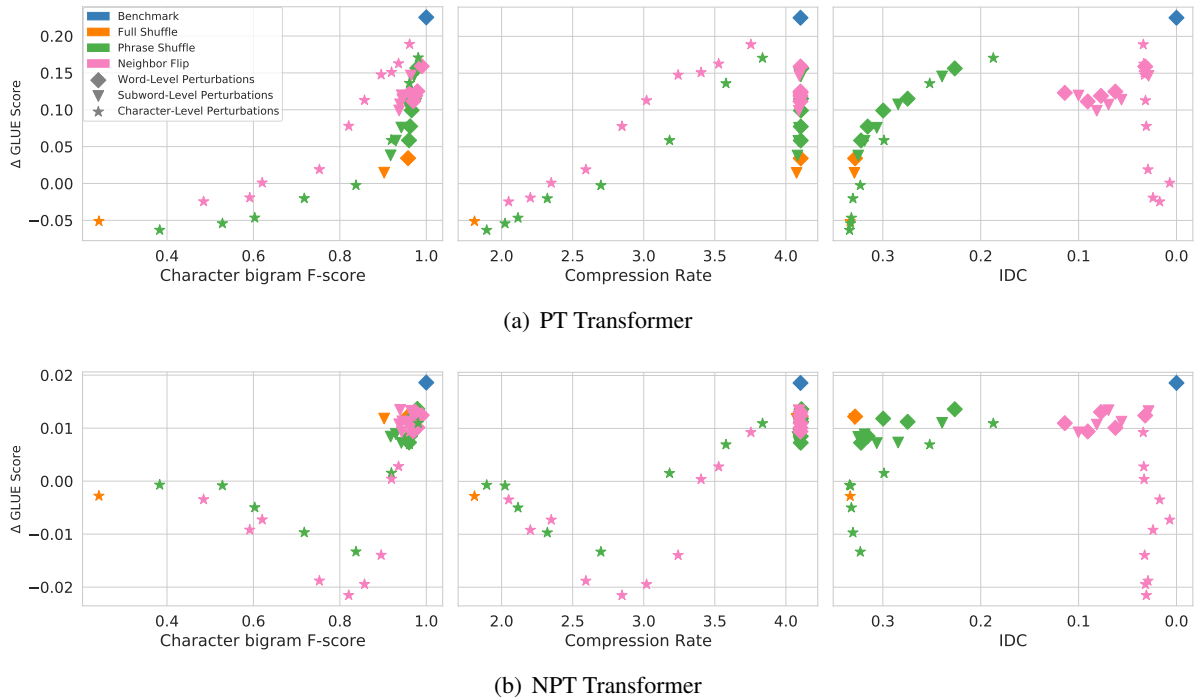 Benchmark
Full Shuffle
Phrase Shuffle
Neighbor Flip
Word-Level Perturbations
Subword-Level Perturbations
Character-Level Perturbations
Δ GLUE Score
0.20
0.15
0.10
0.05
0.00
−0.05
0.4 0.6 0.8 1.0
Character bigram F-score
2.0 2.5 3.0 3.5 4.0
Compression Rate
0.3 0.2 0.1 0.0
IDC
(a) PT Transformer
Δ GLUE Score
0.02
0.01
0.00
−0.01
−0.02
0.4 0.6 0.8 1.0
Character bigram F-score
2.0 2.5 3.0 3.5 4.0
Compression Rate
0.3 0.2 0.1 0.0
IDC
(b) NPT Transformer